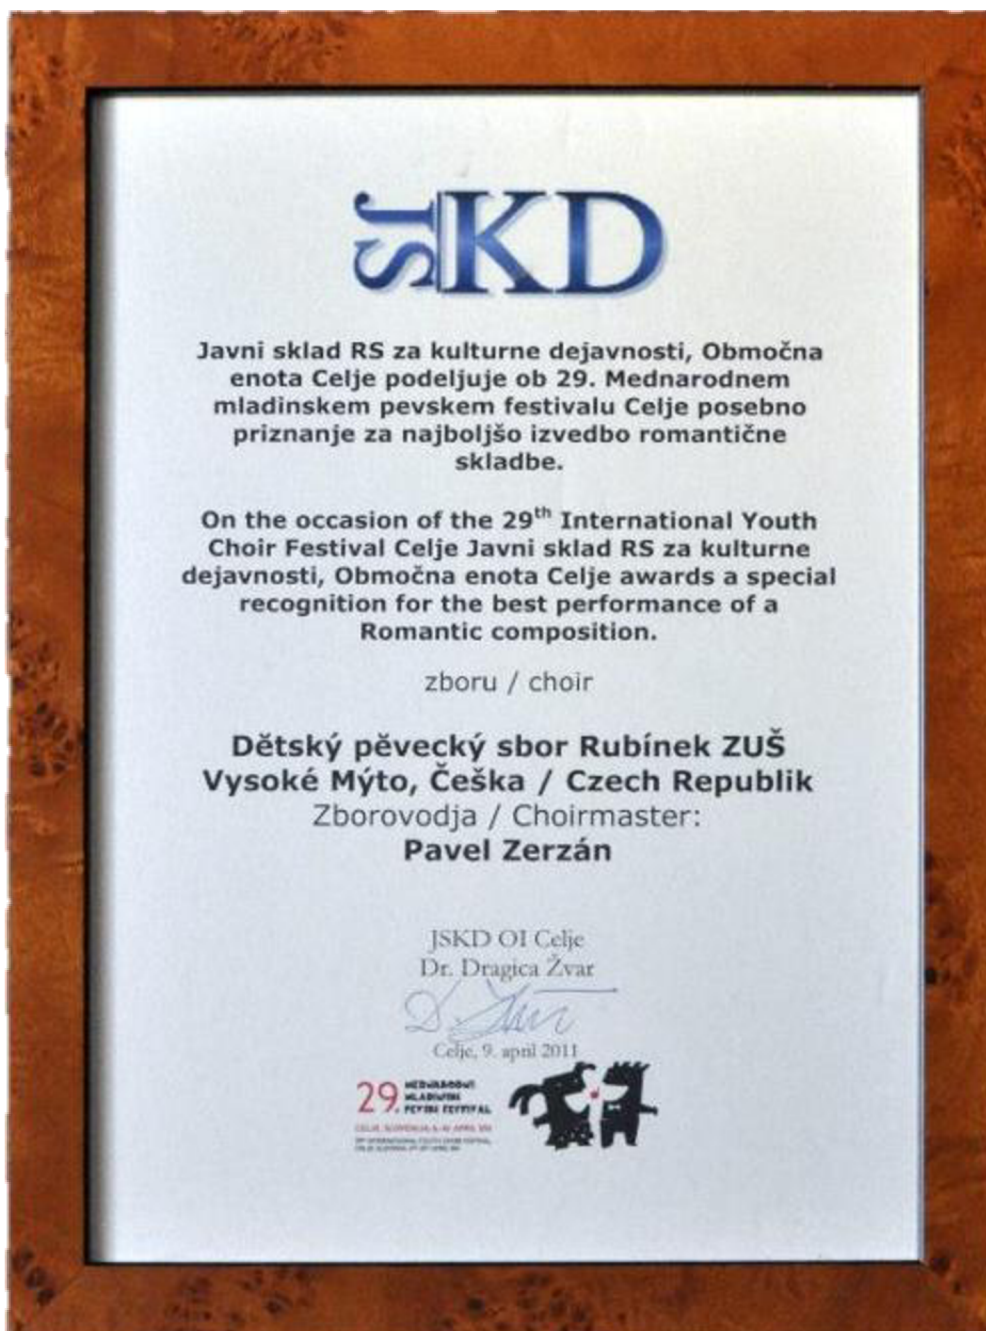 JSKD
Javni sklad RS za kulturne dejavnosti, Območna
enota Celje podeljuje ob 29. Mednarodnem
mladinskem pevskem festivalu Celje posebno
priznanje za najboljšo izvedbo romantične
skladbe.
On the occasion of the 29th International Youth
Choir Festival Celje Javni sklad RS za kulturne
dejavnosti, Območna enota Celje awards a special
recognition for the best performance of a
Romantic composition.
zboru / choir
Dětský pěvecký sbor Rubínek ZUŠ
Vysoké Mýto, Češka / Czech Republik
Zborovodja / Choirmaster:
Pavel Zerzán
JSKD OI Celje
Dr. Dragica Žvar
Celje, 9. april 2011
29. MEDNARODNI
MLADINSKI
PEVSKI FESTIVAL